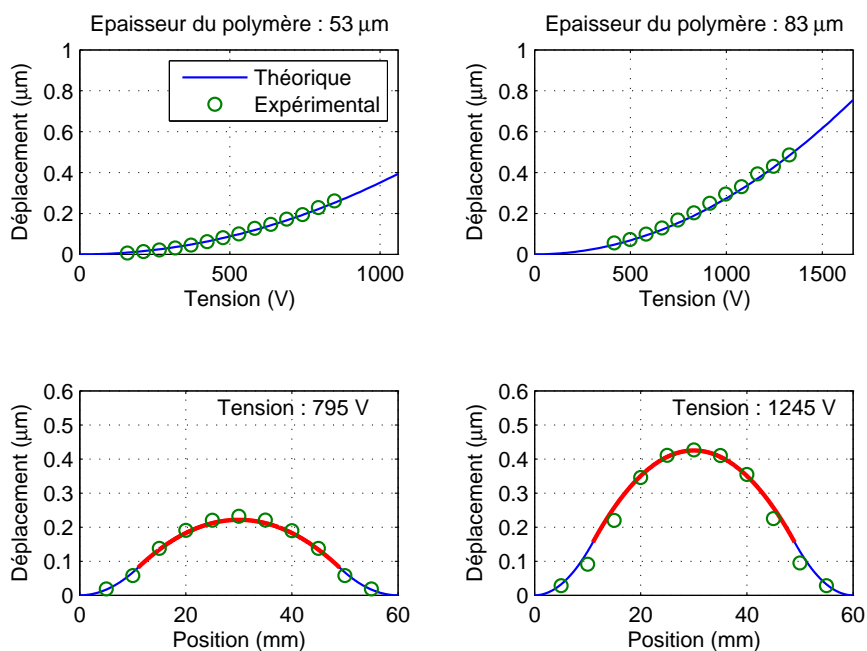 Epaisseur du polymère : 53 µm
1
0.8
0.6
0.4
0.2
0
Déplacement (µm)
Théorique
Expérimental
0 500 1000
Tension (V)
Epaisseur du polymère : 83 µm
1
0.8
0.6
0.4
0.2
0
Déplacement (µm)
0 500 1000 1500
Tension (V)
0.6
0.5
0.4
0.3
0.2
0.1
0
Déplacement (µm)
Tension : 795 V
0 20 40 60
Position (mm)
0.6
0.5
0.4
0.3
0.2
0.1
0
Déplacement (µm)
Tension : 1245 V
0 20 40 60
Position (mm)